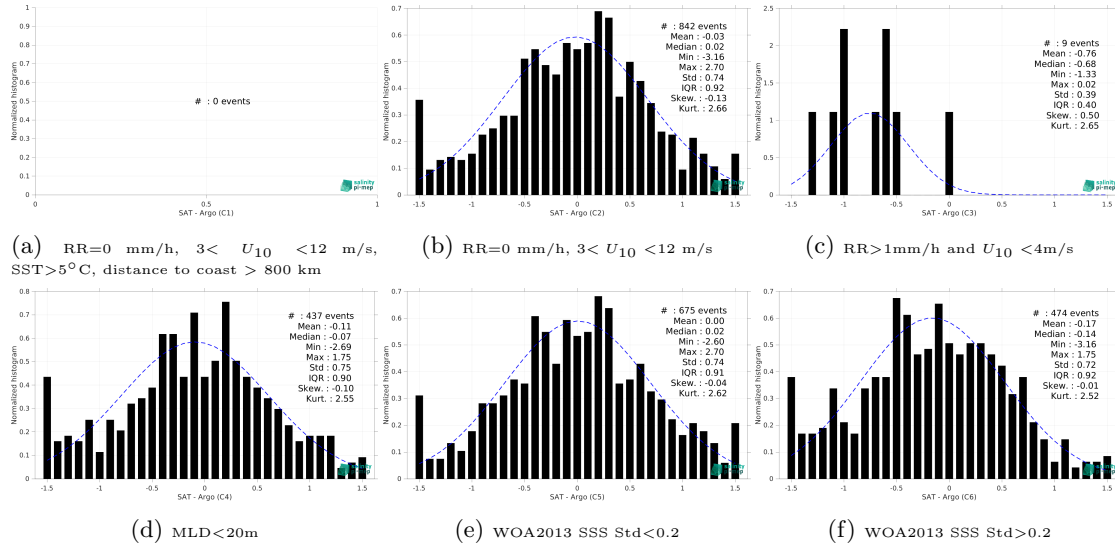 1
0.9
0.8
0.7
0.6
0.5
0.4
0.3
0.2
0.1
0
Normalized histogram
# : 0 events
salinity
pi-mep
0 0.5 1
SAT - Argo (C1)
(a) RR=0 mm/h, 3< U10 <12 m/s,
SST>5°C, distance to coast > 800 km
0.7
0.6
0.5
0.4
0.3
0.2
0.1
0
Normalized histogram
# : 842 events
Mean : -0.03
Median : 0.02
Min : -3.16
Max : 2.70
Std : 0.74
IQR : 0.92
Skew. : -0.13
Kurt. : 2.66
salinity
pi-mep
-1.5 -1 -0.5 0 0.5 1 1.5
SAT - Argo (C2)
(b) RR=0 mm/h, 3< U10 <12 m/s
2.5
2
1.5
1
0.5
0
Normalized histogram
# : 9 events
Mean : -0.76
Median : -0.68
Min : -1.33
Max : 0.02
Std : 0.39
IQR : 0.40
Skew. : 0.50
Kurt. : 2.65
salinity
pi-mep
-1.5 -1 -0.5 0 0.5 1 1.5
SAT - Argo (C3)
(c) RR>1mm/h and U10 <4m/s
0.8
0.7
0.6
0.5
0.4
0.3
0.2
0.1
0
Normalized histogram
# : 437 events
Mean : -0.11
Median : -0.07
Min : -2.69
Max : 1.75
Std : 0.75
IQR : 0.90
Skew. : -0.10
Kurt. : 2.55
salinity
pi-mep
-1.5 -1 -0.5 0 0.5 1 1.5
SAT - Argo (C4)
(d) MLD<20m
0.7
0.6
0.5
0.4
0.3
0.2
0.1
0
Normalized histogram
# : 675 events
Mean : 0.00
Median : 0.02
Min : -2.60
Max : 2.70
Std : 0.74
IQR : 0.91
Skew. : -0.04
Kurt. : 2.62
salinity
pi-mep
-1.5 -1 -0.5 0 0.5 1 1.5
SAT - Argo (C5)
(e) WOA2013 SSS Std<0.2
0.7
0.6
0.5
0.4
0.3
0.2
0.1
0
Normalized histogram
# : 474 events
Mean : -0.17
Median : -0.14
Min : -3.16
Max : 1.75
Std : 0.72
IQR : 0.92
Skew. : -0.01
Kurt. : 2.52
salinity
pi-mep
-1.5 -1 -0.5 0 0.5 1 1.5
SAT - Argo (C6)
(f) WOA2013 SSS Std>0.2